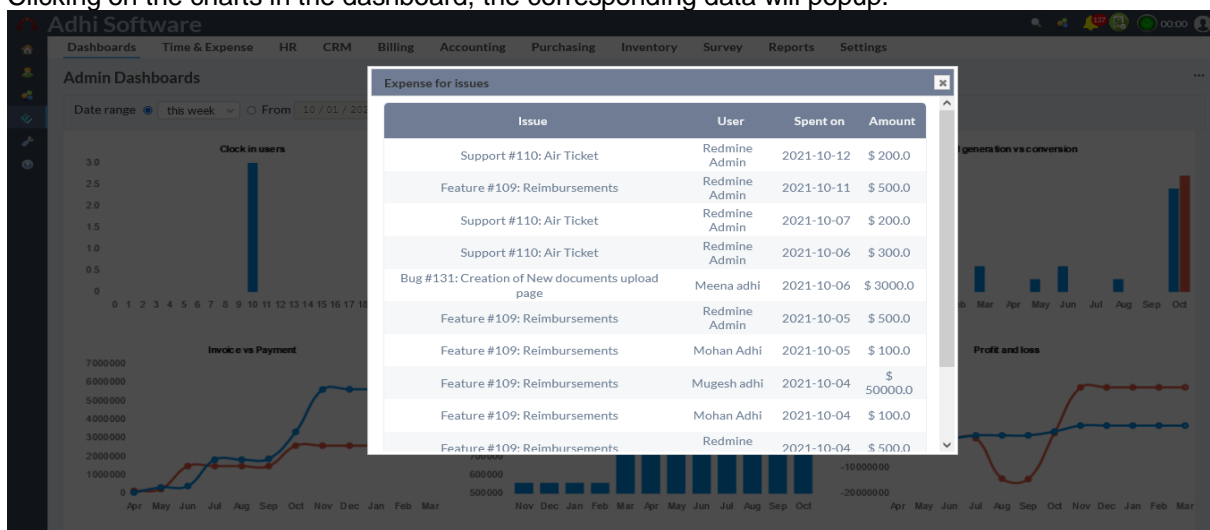 Clicking on the charts in the dashboard, the corresponding data will popup.
Adhi Software
137
00:00
Dashboards Time & Expense HR CRM Billing Accounting Purchasing Inventory Survey Reports Settings
Admin Dashboards
Date range this week From 10 / 01 / 202
Expense for issues
Issue User Spent on Amount
Support #110: Air Ticket Redmine Admin 2021-10-12 $ 200.0
Feature #109: Reimbursements Redmine Admin 2021-10-11 $ 500.0
Support #110: Air Ticket Redmine Admin 2021-10-07 $ 200.0
Support #110: Air Ticket Redmine Admin 2021-10-06 $ 300.0
Bug #131: Creation of New documents upload page Meena adhi 2021-10-06 $ 3000.0
Feature #109: Reimbursements Redmine Admin 2021-10-05 $ 500.0
Feature #109: Reimbursements Mohan Adhi 2021-10-05 $ 100.0
Feature #109: Reimbursements Mugesh adhi 2021-10-04 $ 50000.0
Feature #109: Reimbursements Mohan Adhi 2021-10-04 $ 100.0
Feature #109: Reimbursements Redmine 2021-10-04 $ 500.0
Clock in users
3.0
2.5
2.0
1.5
1.0
0.5
0
0 1 2 3 4 5 6 7 8 9 10 11 12 13 14 15 16 17 18
generation vs conversion
Mar Apr May Jun Jul Aug Sep Oct
Invoice vs Payment
7000000
6000000
5000000
4000000
3000000
2000000
1000000
0
Apr May Jun Jul Aug Sep Oct Nov Dec Jan Feb Mar
700000
600000
500000
Nov Dec Jan Feb Mar Apr May Jun Jul Aug Sep Oct
Profit and loss
-10000000
-20000000
Apr May Jun Jul Aug Sep Oct Nov Dec Jan Feb Mar